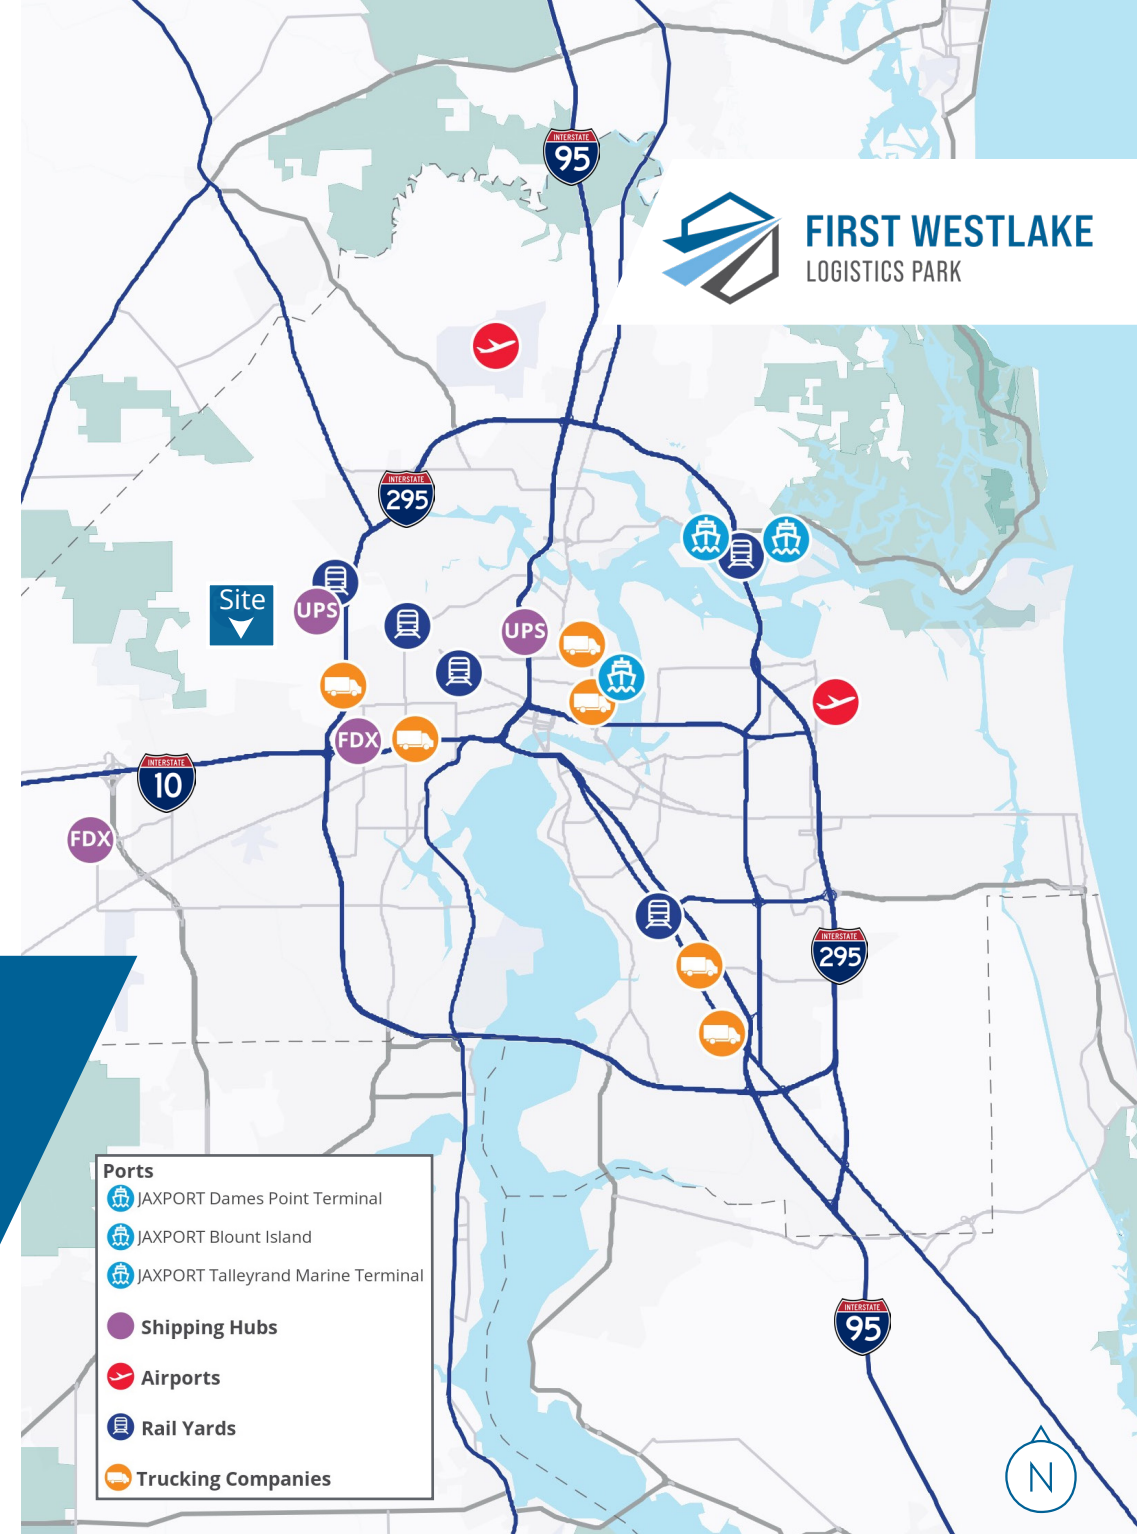 INTERSTATE
95
FIRST WESTLAKE
LOGISTICS PARK
INTERSTATE
295
Site
UPS
UPS
FDX
INTERSTATE
10
FDX
INTERSTATE
295
Ports
JAXPORT Dames Point Terminal
JAXPORT Blount Island
JAXPORT Talleyrand Marine Terminal
Shipping Hubs
Airports
Rail Yards
Trucking Companies
INTERSTATE
95
N